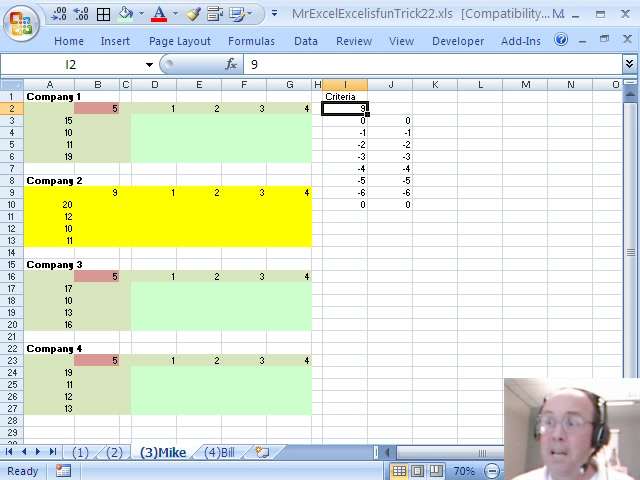 MrExcelExcelisfunTrick22.xls [Compatibility...M
Home Insert Page Layout Formulas Data Review View Developer Add-Ins
I2 fx 9
A B C D E F G H I J K L M N O
1 Company 1 Criteria
2 5 1 2 3 4 9
3 15 0 0
4 10 -1 -1
5 11 -2 -2
6 19 -3 -3
7 -4 -4
8 Company 2 -5 -5
9 9 1 2 3 4 -6 -6
10 20 0 0
11 12
12 10
13 11
14
15 Company 3
16 5 1 2 3 4
17 17
18 10
19 13
20 16
21
22 Company 4
23 5 1 2 3 4
24 19
25 11
26 12
27 13
28
29
(1) (2) (3)Mike (4)Bill
Ready 70%